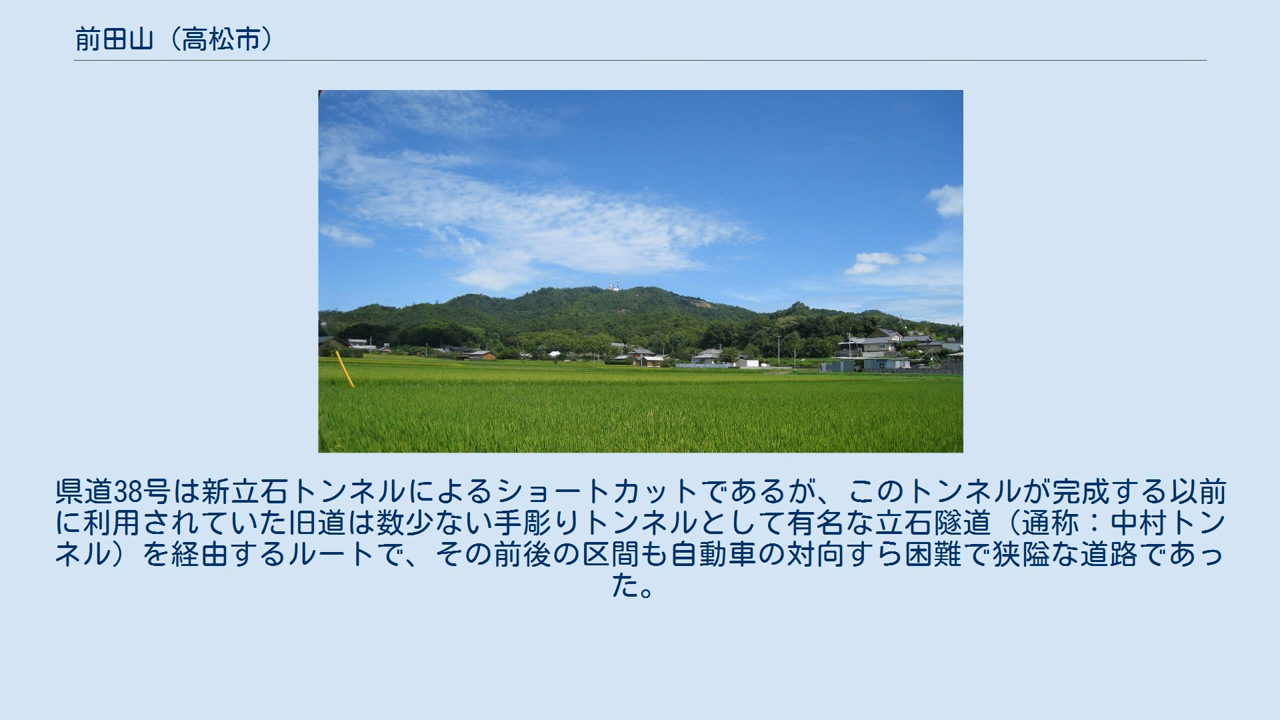 前田山（高松市）
県道38号は新立石トンネルによるショートカットであるが、このトンネルが完成する以前
に利用されていた旧道は数少ない手彫りトンネルとして有名な立石隧道（通称：中村トン
ネル）を経由するルートで、その前後の区間も自動車の対向すら困難で狭隘な道路であっ
た。